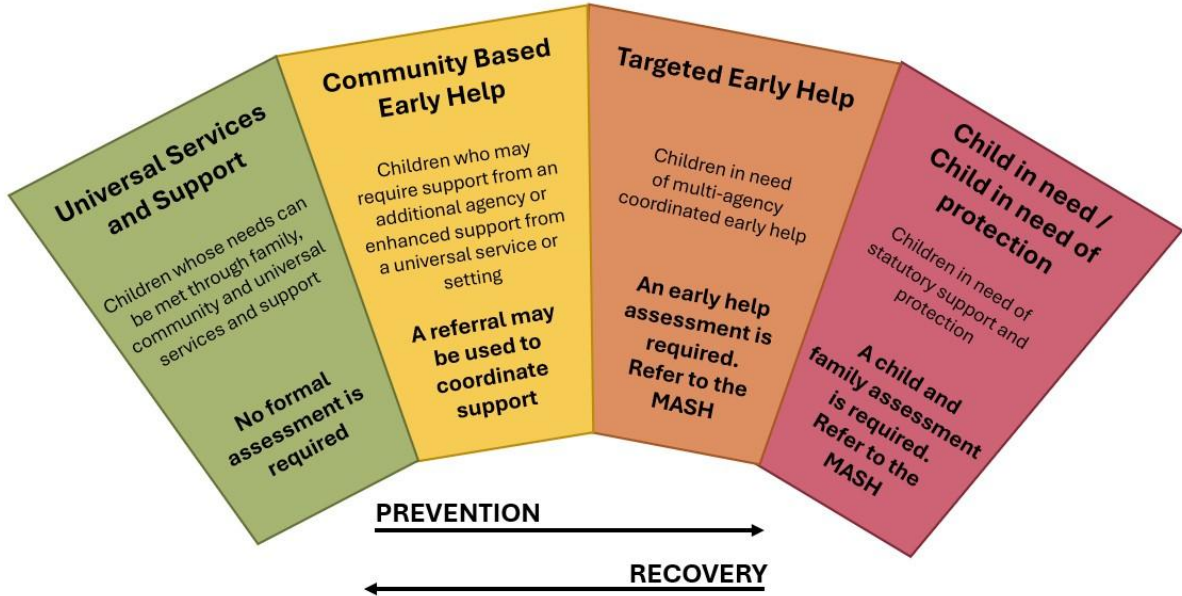 Universal Services
and Support
Children whose needs can
be met through family,
community and universal
services and support
No formal
assessment is
required
Community Based
Early Help
Children who may
require support from an
additional agency or
enhanced support from
a universal service or
setting
A referral may
be used to
coordinate
support
Targeted Early Help
Children in need
of multi-agency
coordinated early help
An early help
assessment is
required.
Refer to the
MASH
Child in need /
Child in need of
protection
Children in need of
statutory support and
protection
A child and
family assessment
is required.
Refer to the
MASH
PREVENTION
RECOVERY